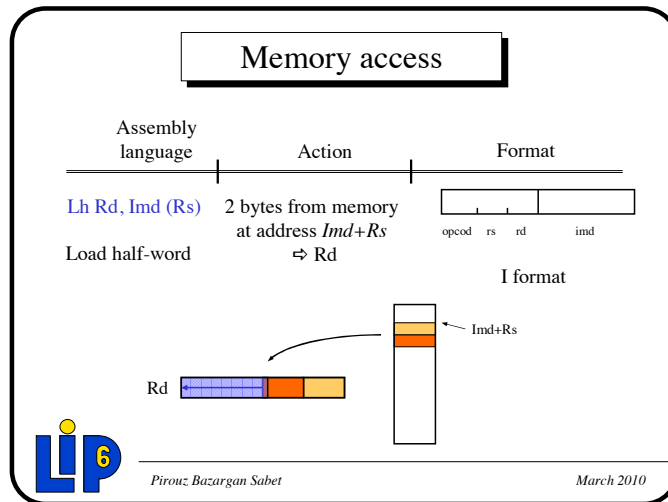 Memory access
Assembly
language
Action
Format
Lh Rd, Imd (Rs)
Load half-word
2 bytes from memory
at address Imd+Rs
⇨ Rd
opcod rs rd imd
I format
Imd+Rs
Rd
LIP6
Pirouz Bazargan Sabet
March 2010